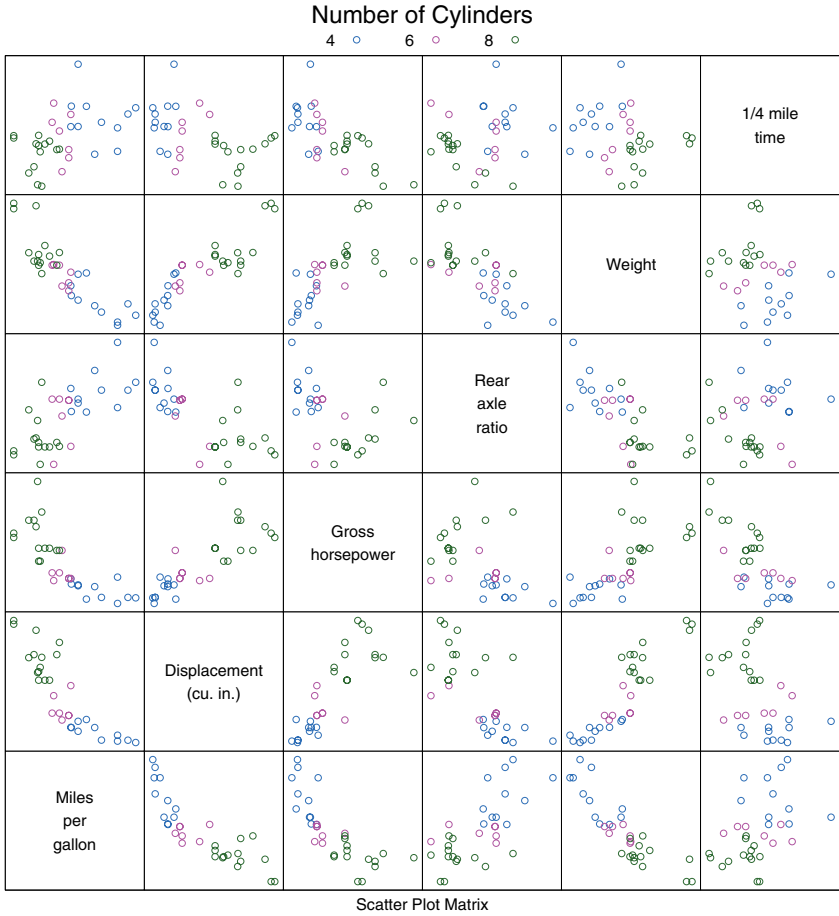 Number of Cylinders
4 6 8
1/4 mile
time
Weight
Rear
axle
ratio
Gross
horsepower
Displacement
(cu. in.)
Miles
per
gallon
Scatter Plot Matrix